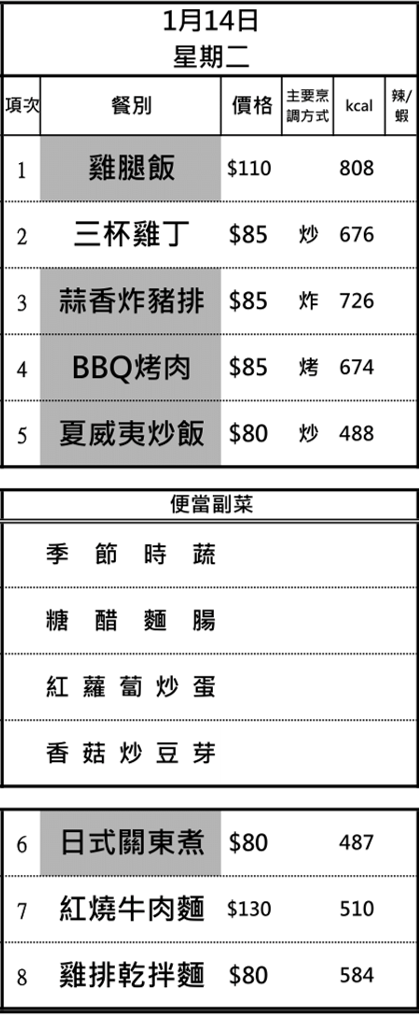 1月14日
星期二
項次 餐別 價格 主要烹調方式 kcal 辣/蝦
1 雞腿飯 $110 808
2 三杯雞丁 $85 炒 676
3 蒜香炸豬排 $85 炸 726
4 BBQ烤肉 $85 烤 674
5 夏威夷炒飯 $80 炒 488
便當副菜
季節時蔬
糖醋麵腸
紅蘿蔔炒蛋
香菇炒豆芽
6 日式關東煮 $80 487
7 紅燒牛肉麵 $130 510
8 雞排乾拌麵 $80 584